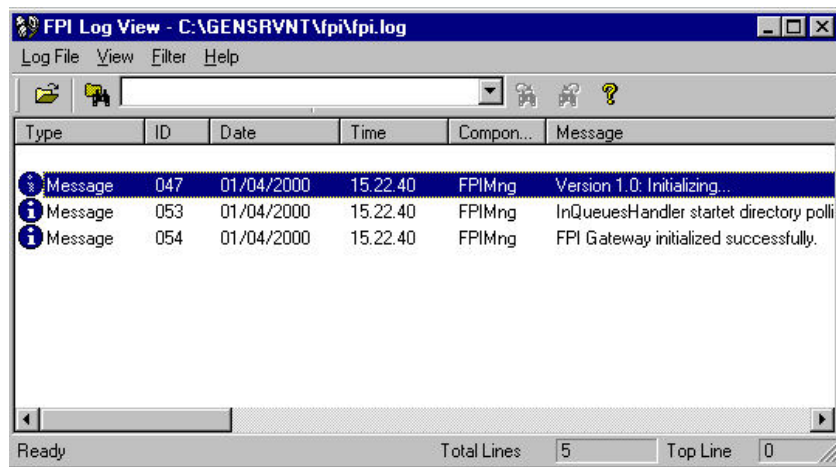 FPI Log View - C:\GENSRVNT\fpi\fpi.log
Log File View Filter Help
Type ID Date Time Compon... Message
Message 047 01/04/2000 15.22.40 FPIMng Version 1.0: Initializing...
Message 053 01/04/2000 15.22.40 FPIMng InQueuesHandler startet directory polli
Message 054 01/04/2000 15.22.40 FPIMng FPI Gateway initialized successfully.
Ready Total Lines 5 Top Line 0